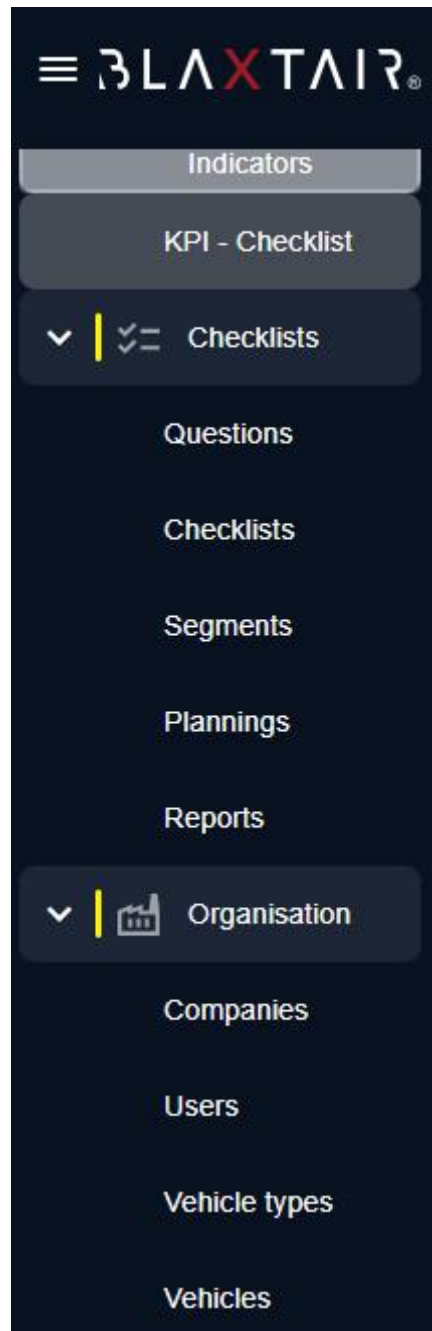 BLAXTAIR®
Indicators
KPI - Checklist
Checklists
Questions
Checklists
Segments
Plannings
Reports
Organisation
Companies
Users
Vehicle types
Vehicles